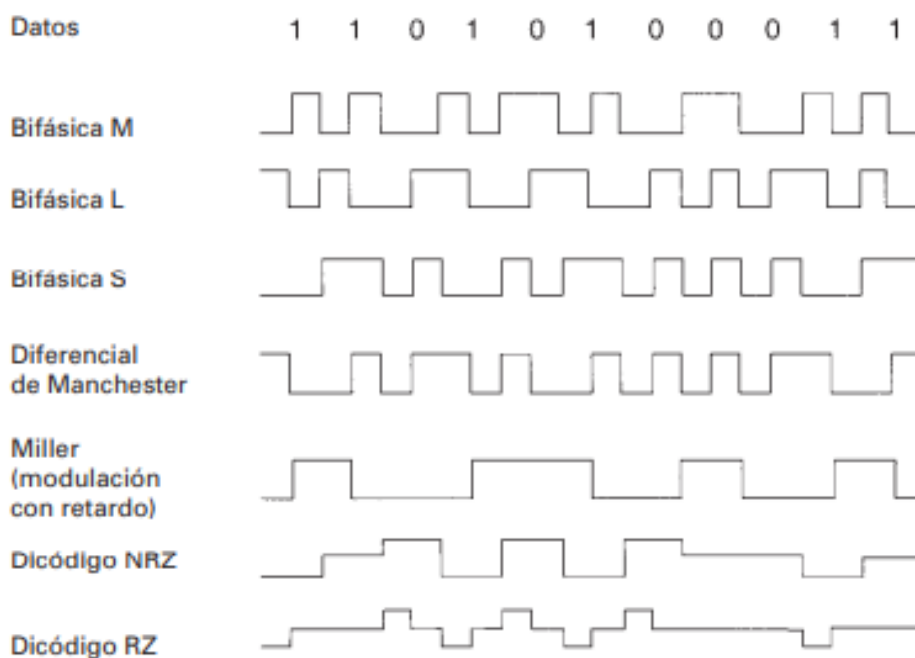 Datos 1 1 0 1 0 1 0 0 0 1 1
Bifásica M
Bifásica L
Bifásica S
Diferencial
de Manchester
Miller
(modulación
con retardo)
Dicódigo NRZ
Dicódigo RZ